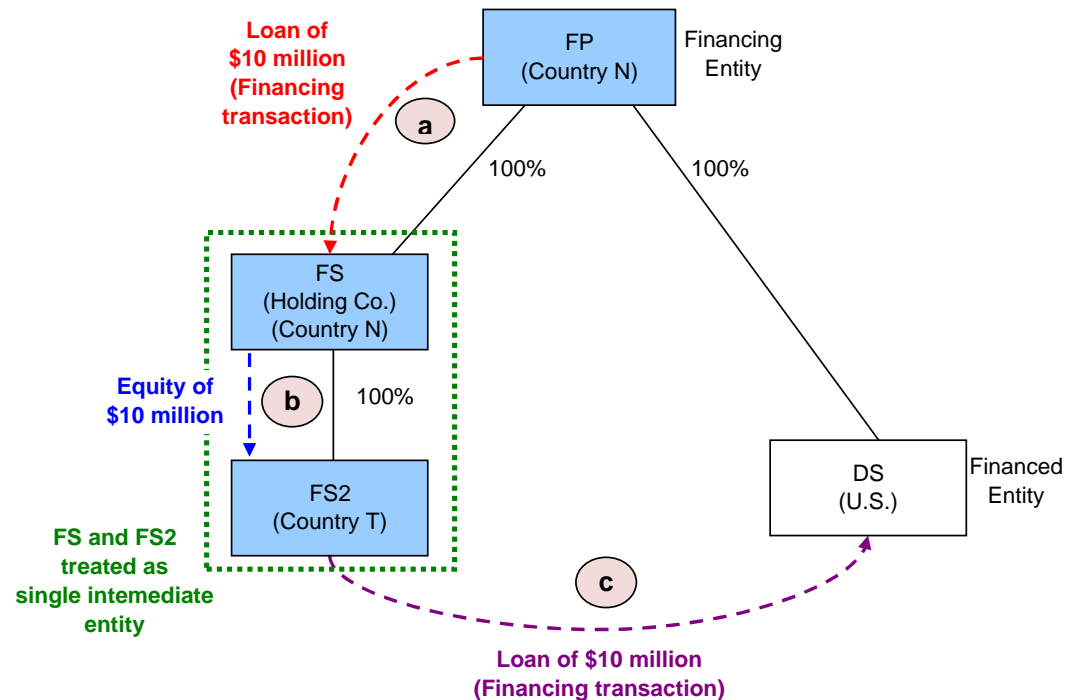 Loan of
$10 million
(Financing
transaction)
a
FP
(Country N)
Financing
Entity
100%
100%
FS
(Holding Co.)
(Country N)
Equity of
$10 million
b
100%
FS2
(Country T)
DS
(U.S.)
Financed
Entity
FS and FS2
treated as
single intemediate
entity
c
Loan of $10 million
(Financing transaction)